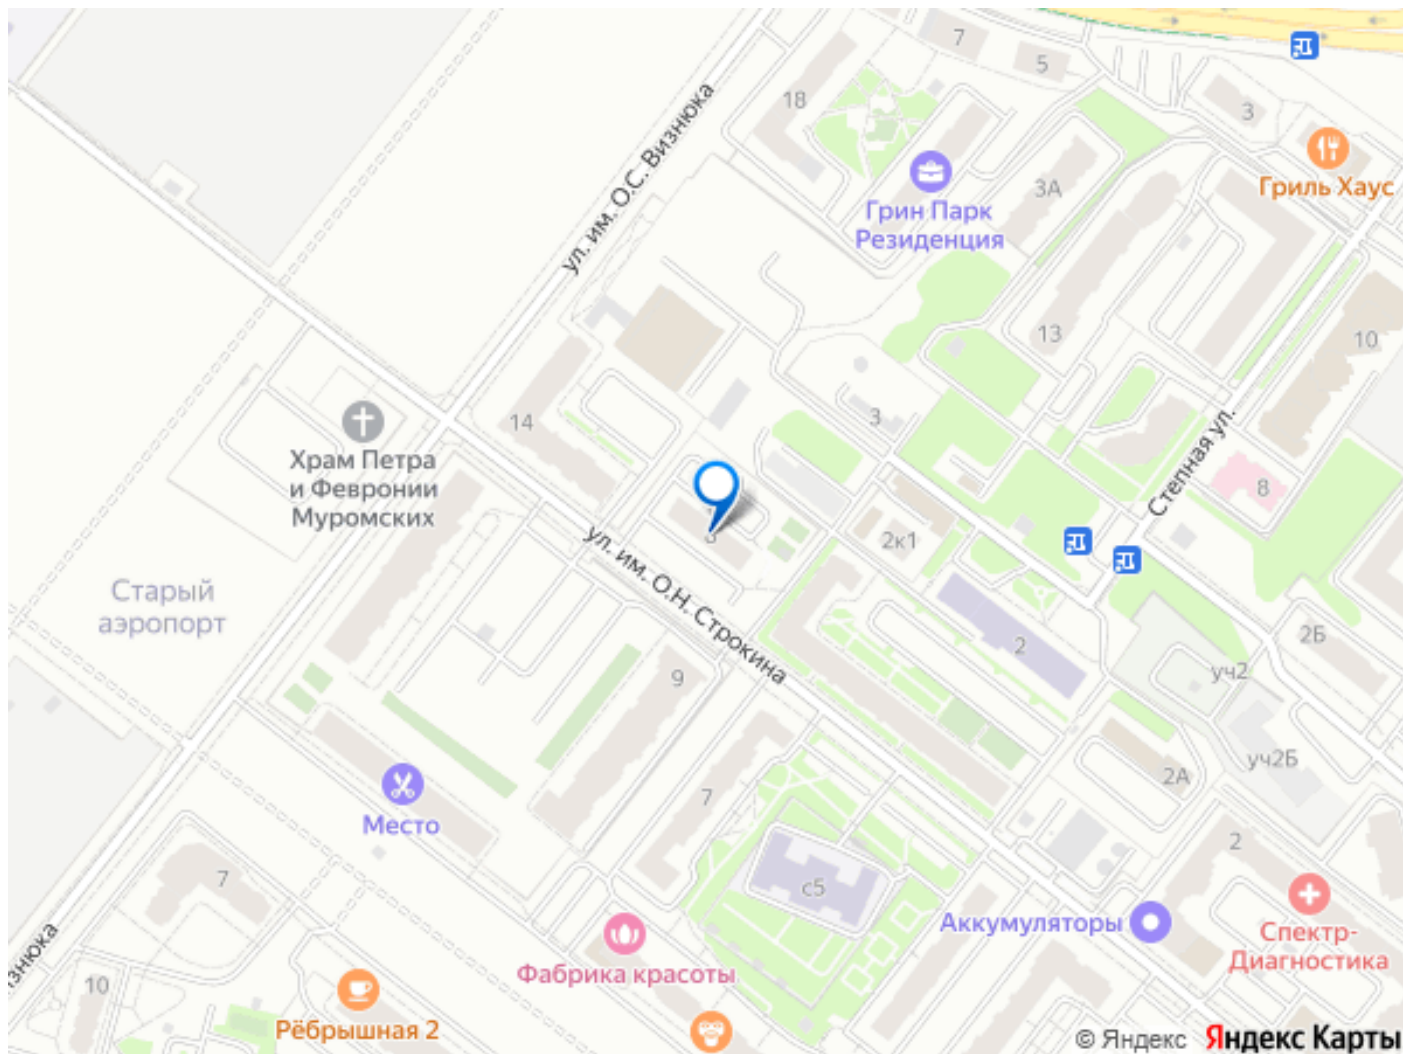 7
5
18
3
ул. им. О.С. Визнюка
Гриль Хаус
3А
Грин Парк
Резиденция
13
10
14
3
Храм Петра
и Февронии
Муромских
Степная ул.
8
2к1
ул. им. О.Н. Строкина
Старый
аэропорт
2
2Б
уч2
9
уч2Б
2А
7
Место
2
7
с5
Аккумуляторы
Спектр-
Диагностика
Фабрика красоты
10
Рёбрышная 2
© Яндекс Яндекс Карты